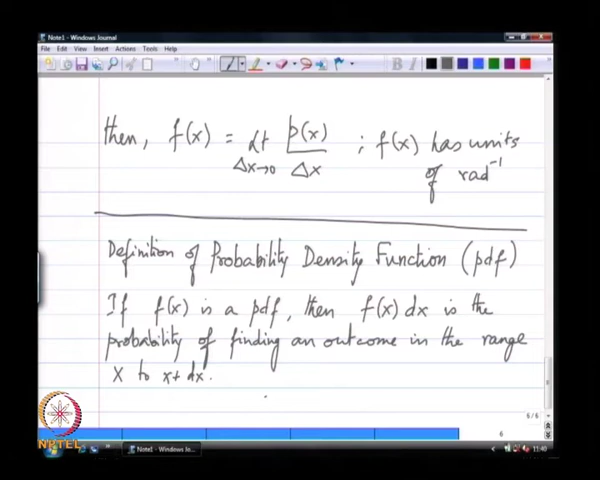 Note1 - Windows Journal
File Edit View Insert Actions Tools Help
then, f(x) = Lt p(x) / Δx ; f(x) has units
Δx→0 of rad⁻¹
Definition of Probability Density Function (pdf)
If f(x) is a pdf, then f(x) dx is the
probability of finding an outcome in the range
x to x+dx.
6/6
6
NPTEL
Note1 - Windows Jo...
11:40